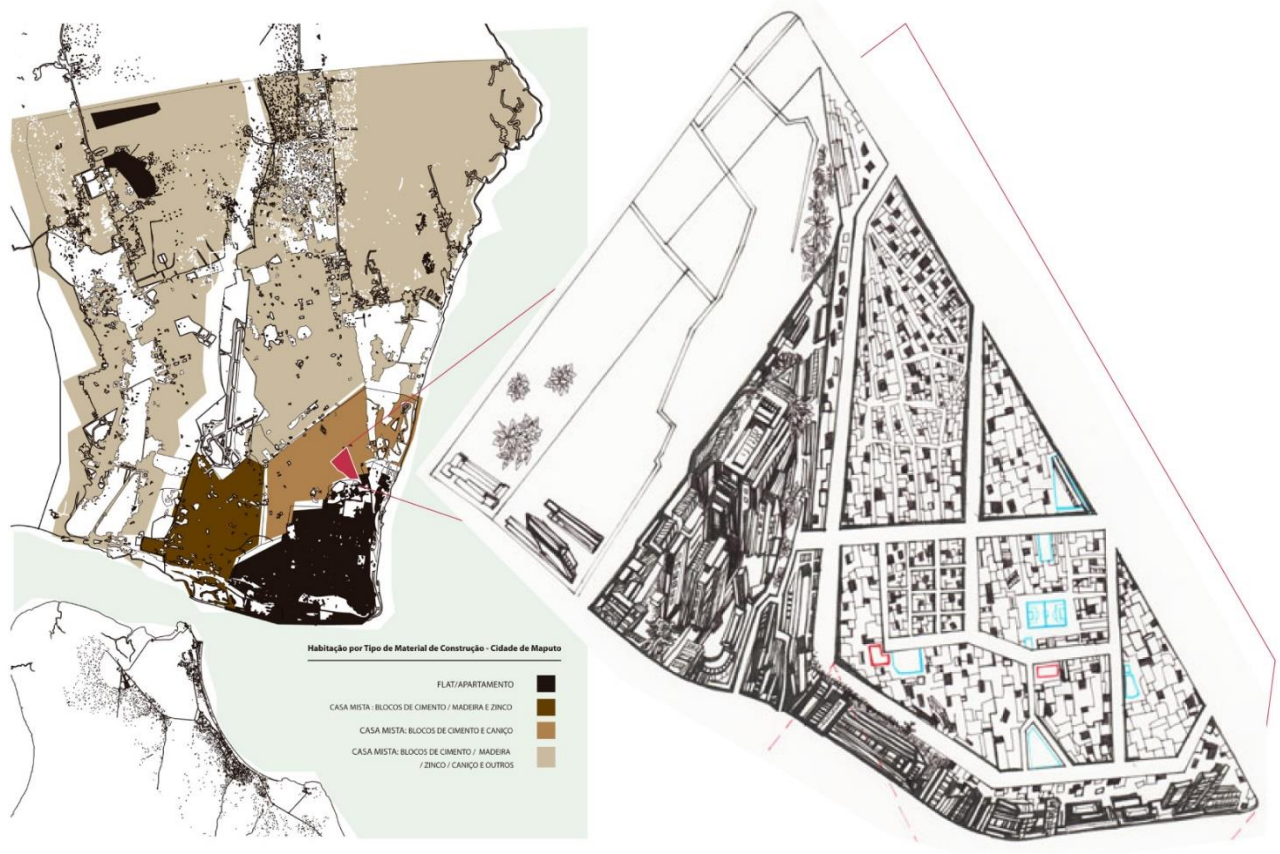 Habitação por Tipo de Material de Construção - Cidade de Maputo
FLAT/APARTAMENTO
CASA MISTA : BLOCOS DE CIMENTO / MADEIRA E ZINCO
CASA MISTA: BLOCOS DE CIMENTO E CANIÇO
CASA MISTA: BLOCOS DE CIMENTO / MADEIRA
/ ZINCO / CANIÇO E OUTROS